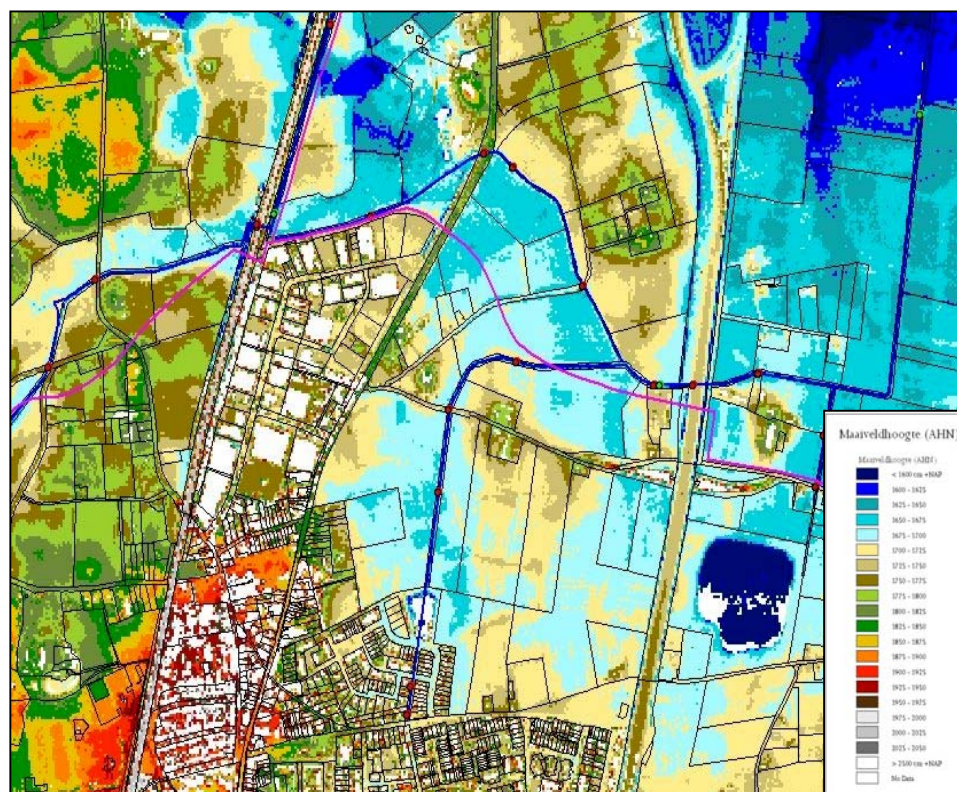 Maaiveldhoogte (AHN)
Maaiveldhoogte (AHN)
< 1600 cm +NAP
1600 - 1625
1625 - 1650
1650 - 1675
1675 - 1700
1700 - 1725
1725 - 1750
1750 - 1775
1775 - 1800
1800 - 1825
1825 - 1850
1850 - 1875
1875 - 1900
1900 - 1925
1925 - 1950
1950 - 1975
1975 - 2000
2000 - 2025
2025 - 2050
> 2500 cm +NAP
No Data